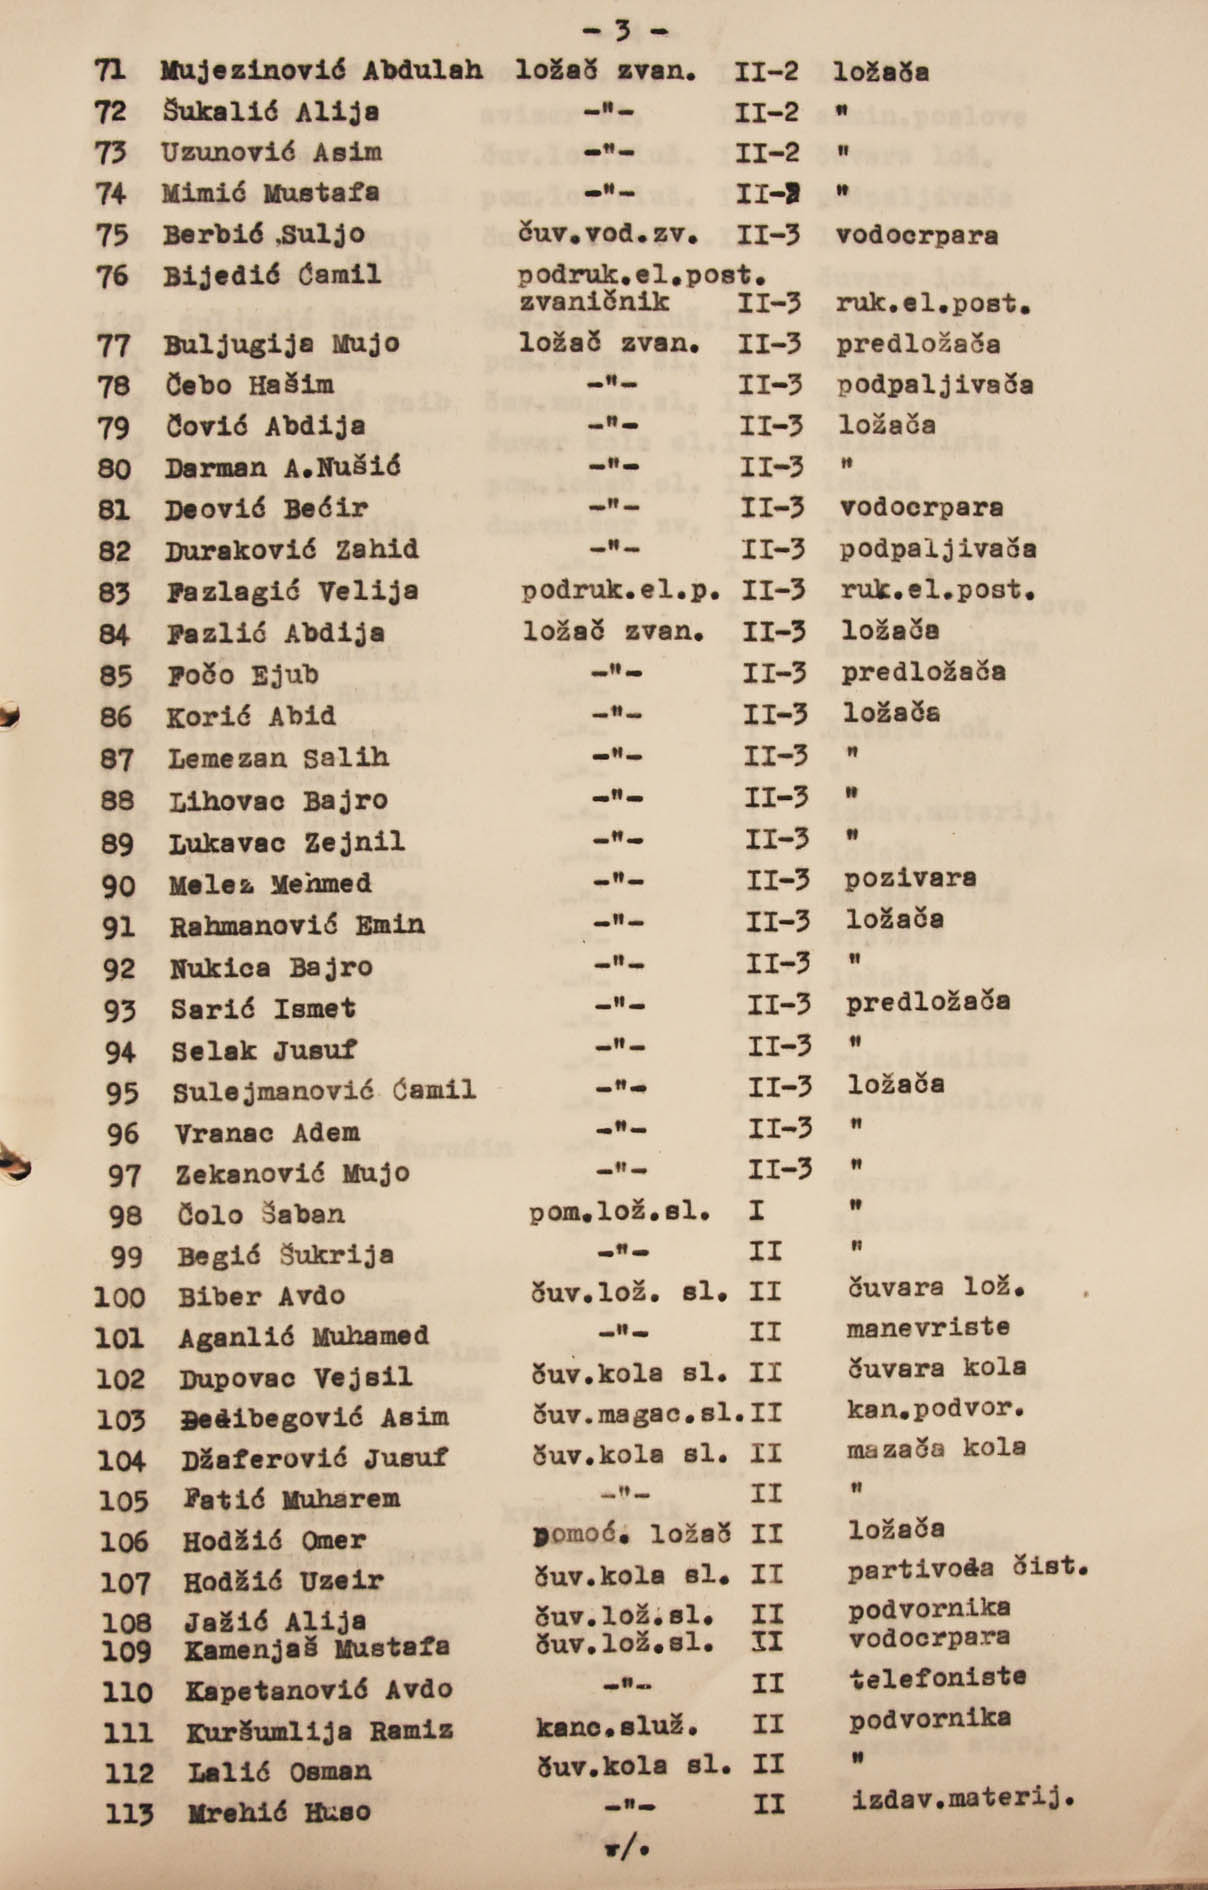 - 3 -
71 Mujezinović Abdulah ložač zvan. II-2 ložača
72 Šukalić Alija -"- II-2 "
73 Uzunović Asim -"- II-2 "
74 Mimić Mustafa -"- II-2 "
75 Berbić Suljo čuv.vod.zv. II-3 vodocrpara
76 Bijedić Ćamil podruk.el.post.
zvaničnik II-3 ruk.el.post.
77 Buljugija Mujo ložač zvan. II-3 predložača
78 Čebo Hašim -"- II-3 podpaljivača
79 Čović Abdija -"- II-3 ložača
80 Darman A.Nušić -"- II-3 "
81 Deović Bećir -"- II-3 vodocrpara
82 Duraković Zahid -"- II-3 podpaljivača
83 Fazlagić Velija podruk.el.p. II-3 ruk.el.post.
84 Fazlić Abdija ložač zvan. II-3 ložača
85 Fočo Ejub -"- II-3 predložača
86 Korić Abid -"- II-3 ložača
87 Lemezan Salih -"- II-3 "
88 Lihovac Bajro -"- II-3 "
89 Lukavac Zejnil -"- II-3 "
90 Melez Mehmed -"- II-3 pozivara
91 Rahmanović Emin -"- II-3 ložača
92 Nukica Bajro -"- II-3 "
93 Sarić Ismet -"- II-3 predložača
94 Selak Jusuf -"- II-3 "
95 Sulejmanović Ćamil -"- II-3 ložača
96 Vranac Adem -"- II-3 "
97 Zekanović Mujo -"- II-3 "
98 Čolo Šaban pom.lož.sl. I "
99 Begić Šukrija -"- II "
100 Biber Avdo čuv.lož. sl. II čuvara lož.
101 Aganlić Muhamed -"- II manevriste
102 Dupovac Vejsil čuv.kola sl. II čuvara kola
103 Dedibegović Asim čuv.magac.sl. II kan.podvor.
104 Džaferović Jusuf čuv.kola sl. II mazača kola
105 Fatić Muharem -"- II "
106 Hodžić Omer pomoć. ložač II ložača
107 Hodžić Uzeir čuv.kola sl. II partivođa čist.
108 Jažić Alija čuv.lož.sl. II podvornika
109 Kamenjaš Mustafa čuv.lož.sl. II vodocrpara
110 Kapetanović Avdo -"- II telefoniste
111 Kuršumlija Ramiz kanc.služ. II podvornika
112 Lalić Osman čuv.kola sl. II "
113 Mrehić Huso -"- II izdav.materij.